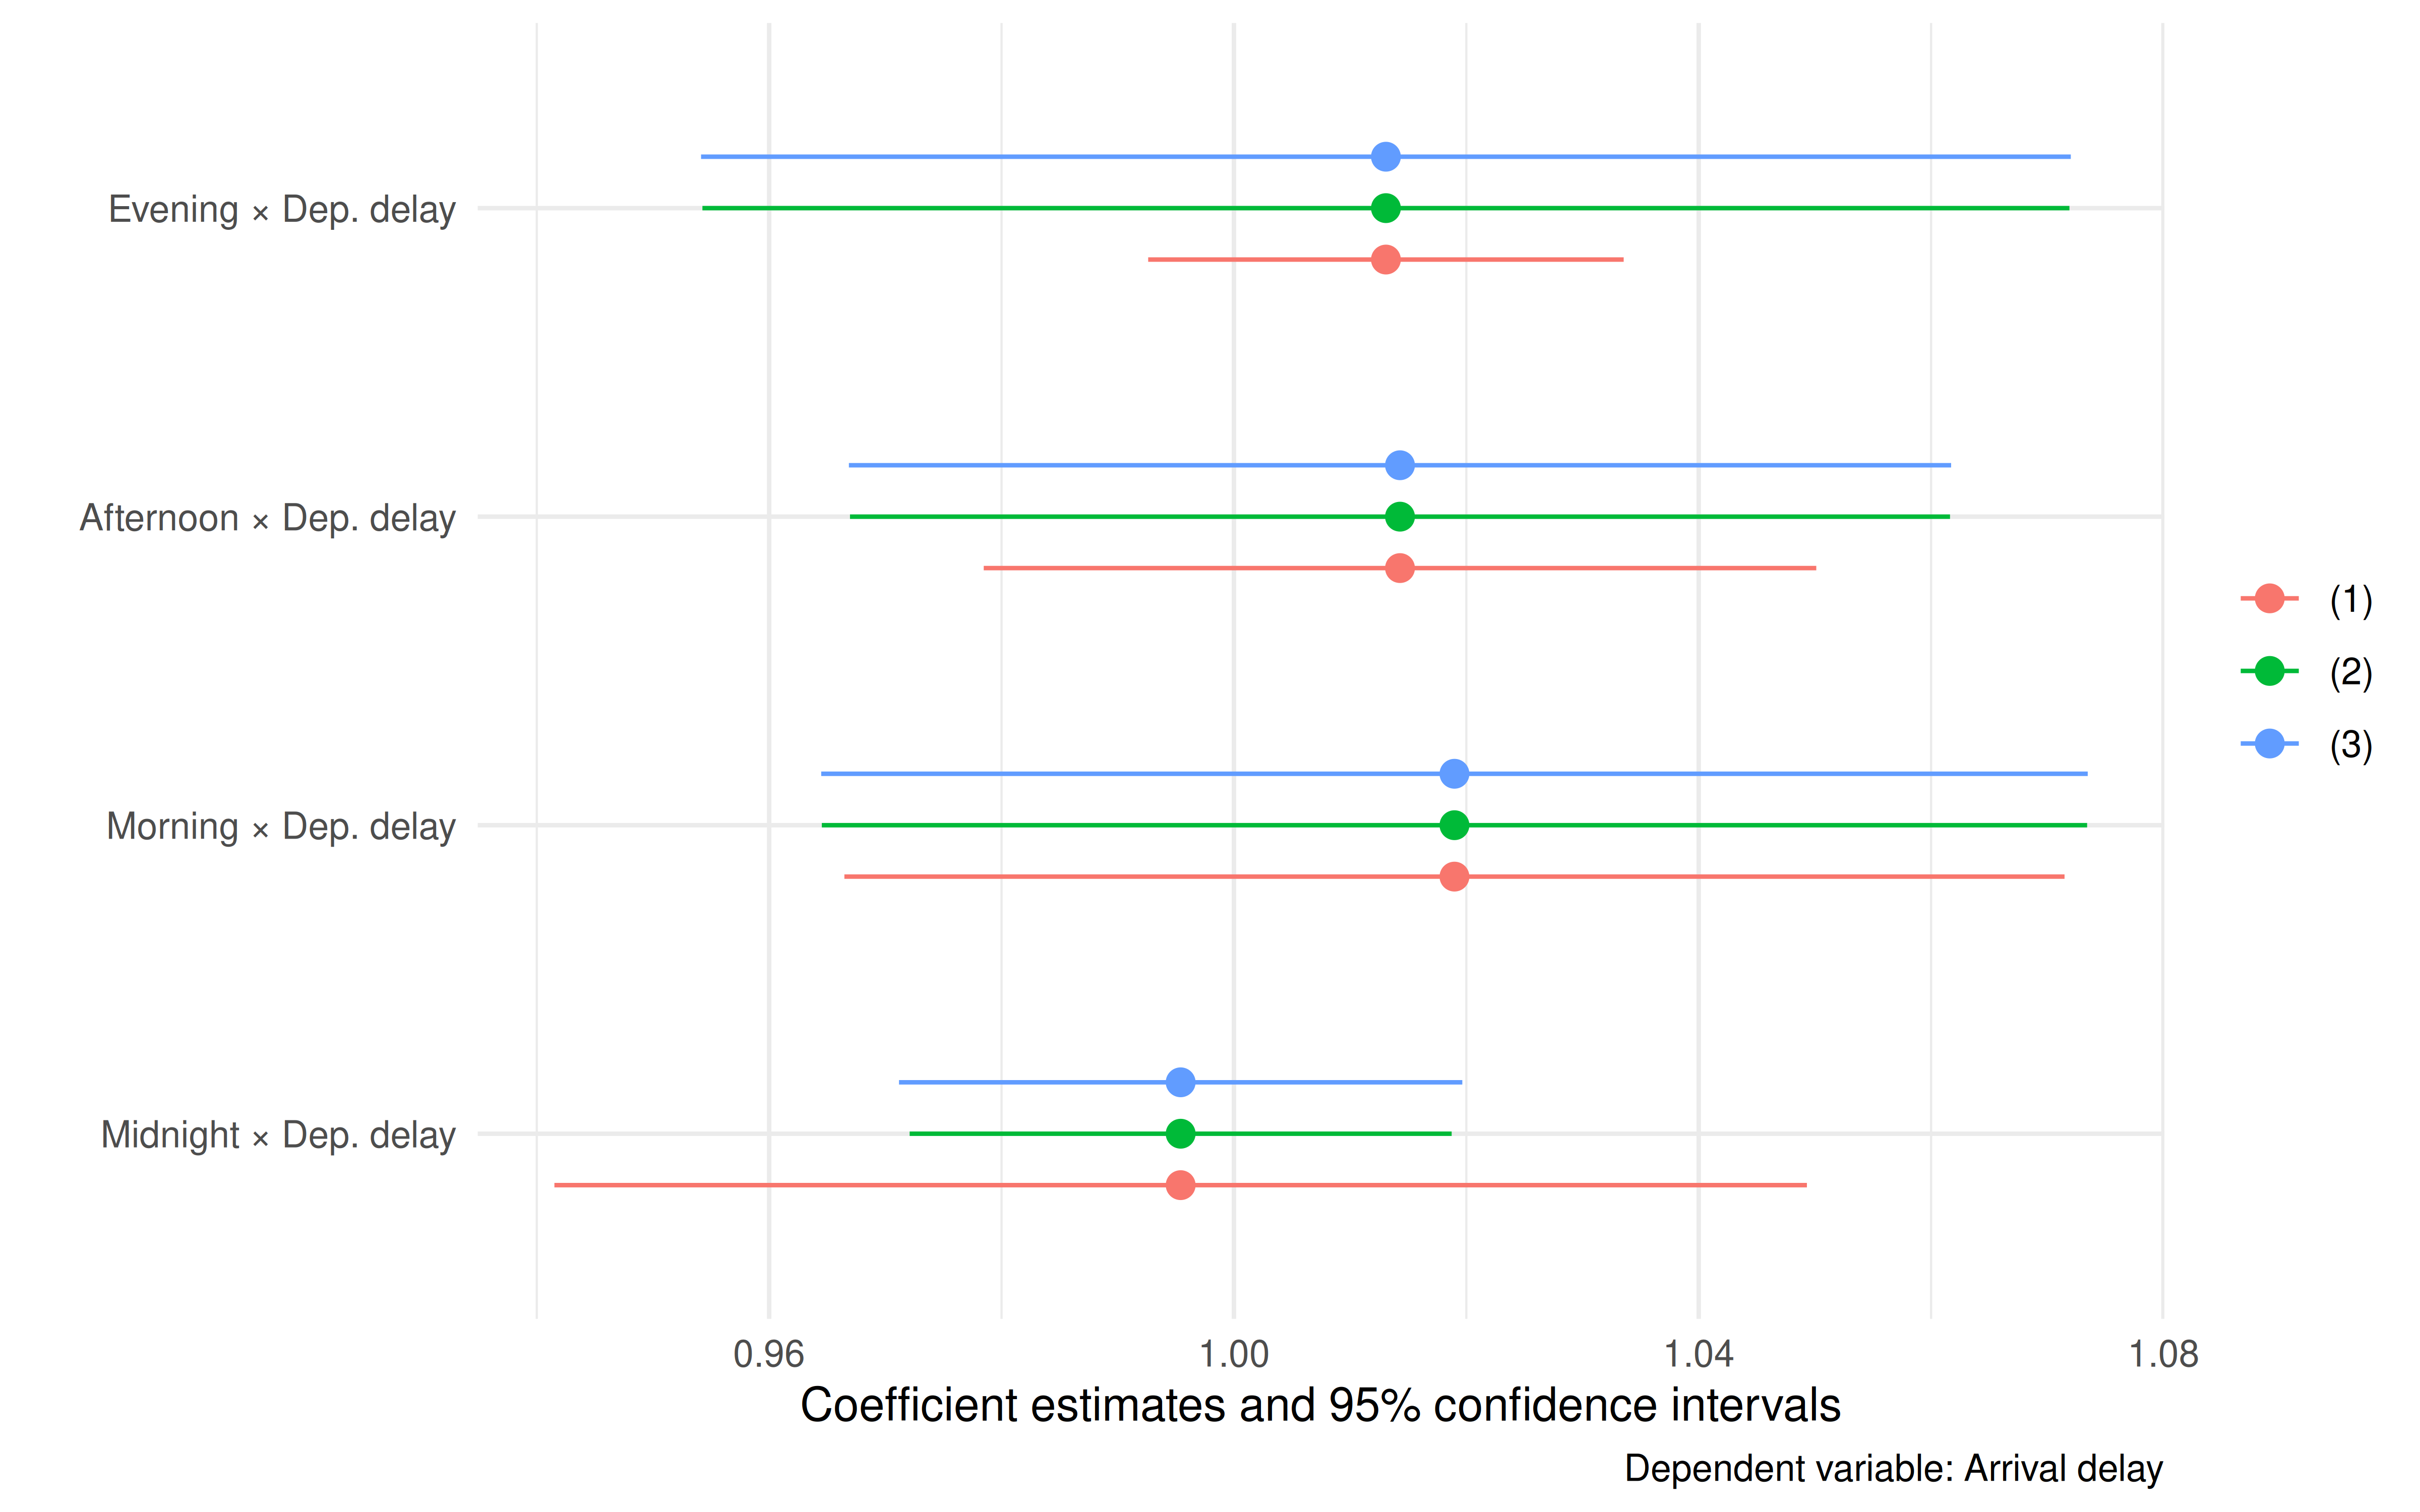 Evening × Dep. delay
Afternoon × Dep. delay
Morning × Dep. delay
Midnight × Dep. delay
(1)
(2)
(3)
0.96 1.00 1.04 1.08
Coefficient estimates and 95% confidence intervals
Dependent variable: Arrival delay